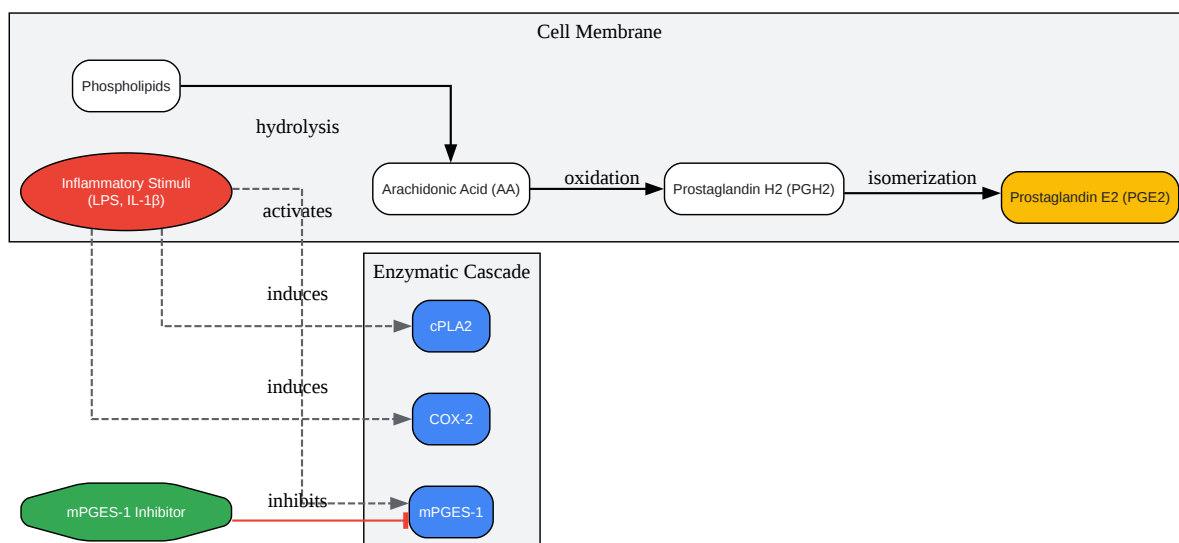 Cell Membrane
Phospholipids
hydrolysis
Inflammatory Stimuli
(LPS, IL-1β)
activates
Arachidonic Acid (AA)
oxidation
Prostaglandin H2 (PGH2)
isomerization
Prostaglandin E2 (PGE2)
Enzymatic Cascade
induces
cPLA2
induces
COX-2
mPGES-1 Inhibitor
inhibits
mPGES-1